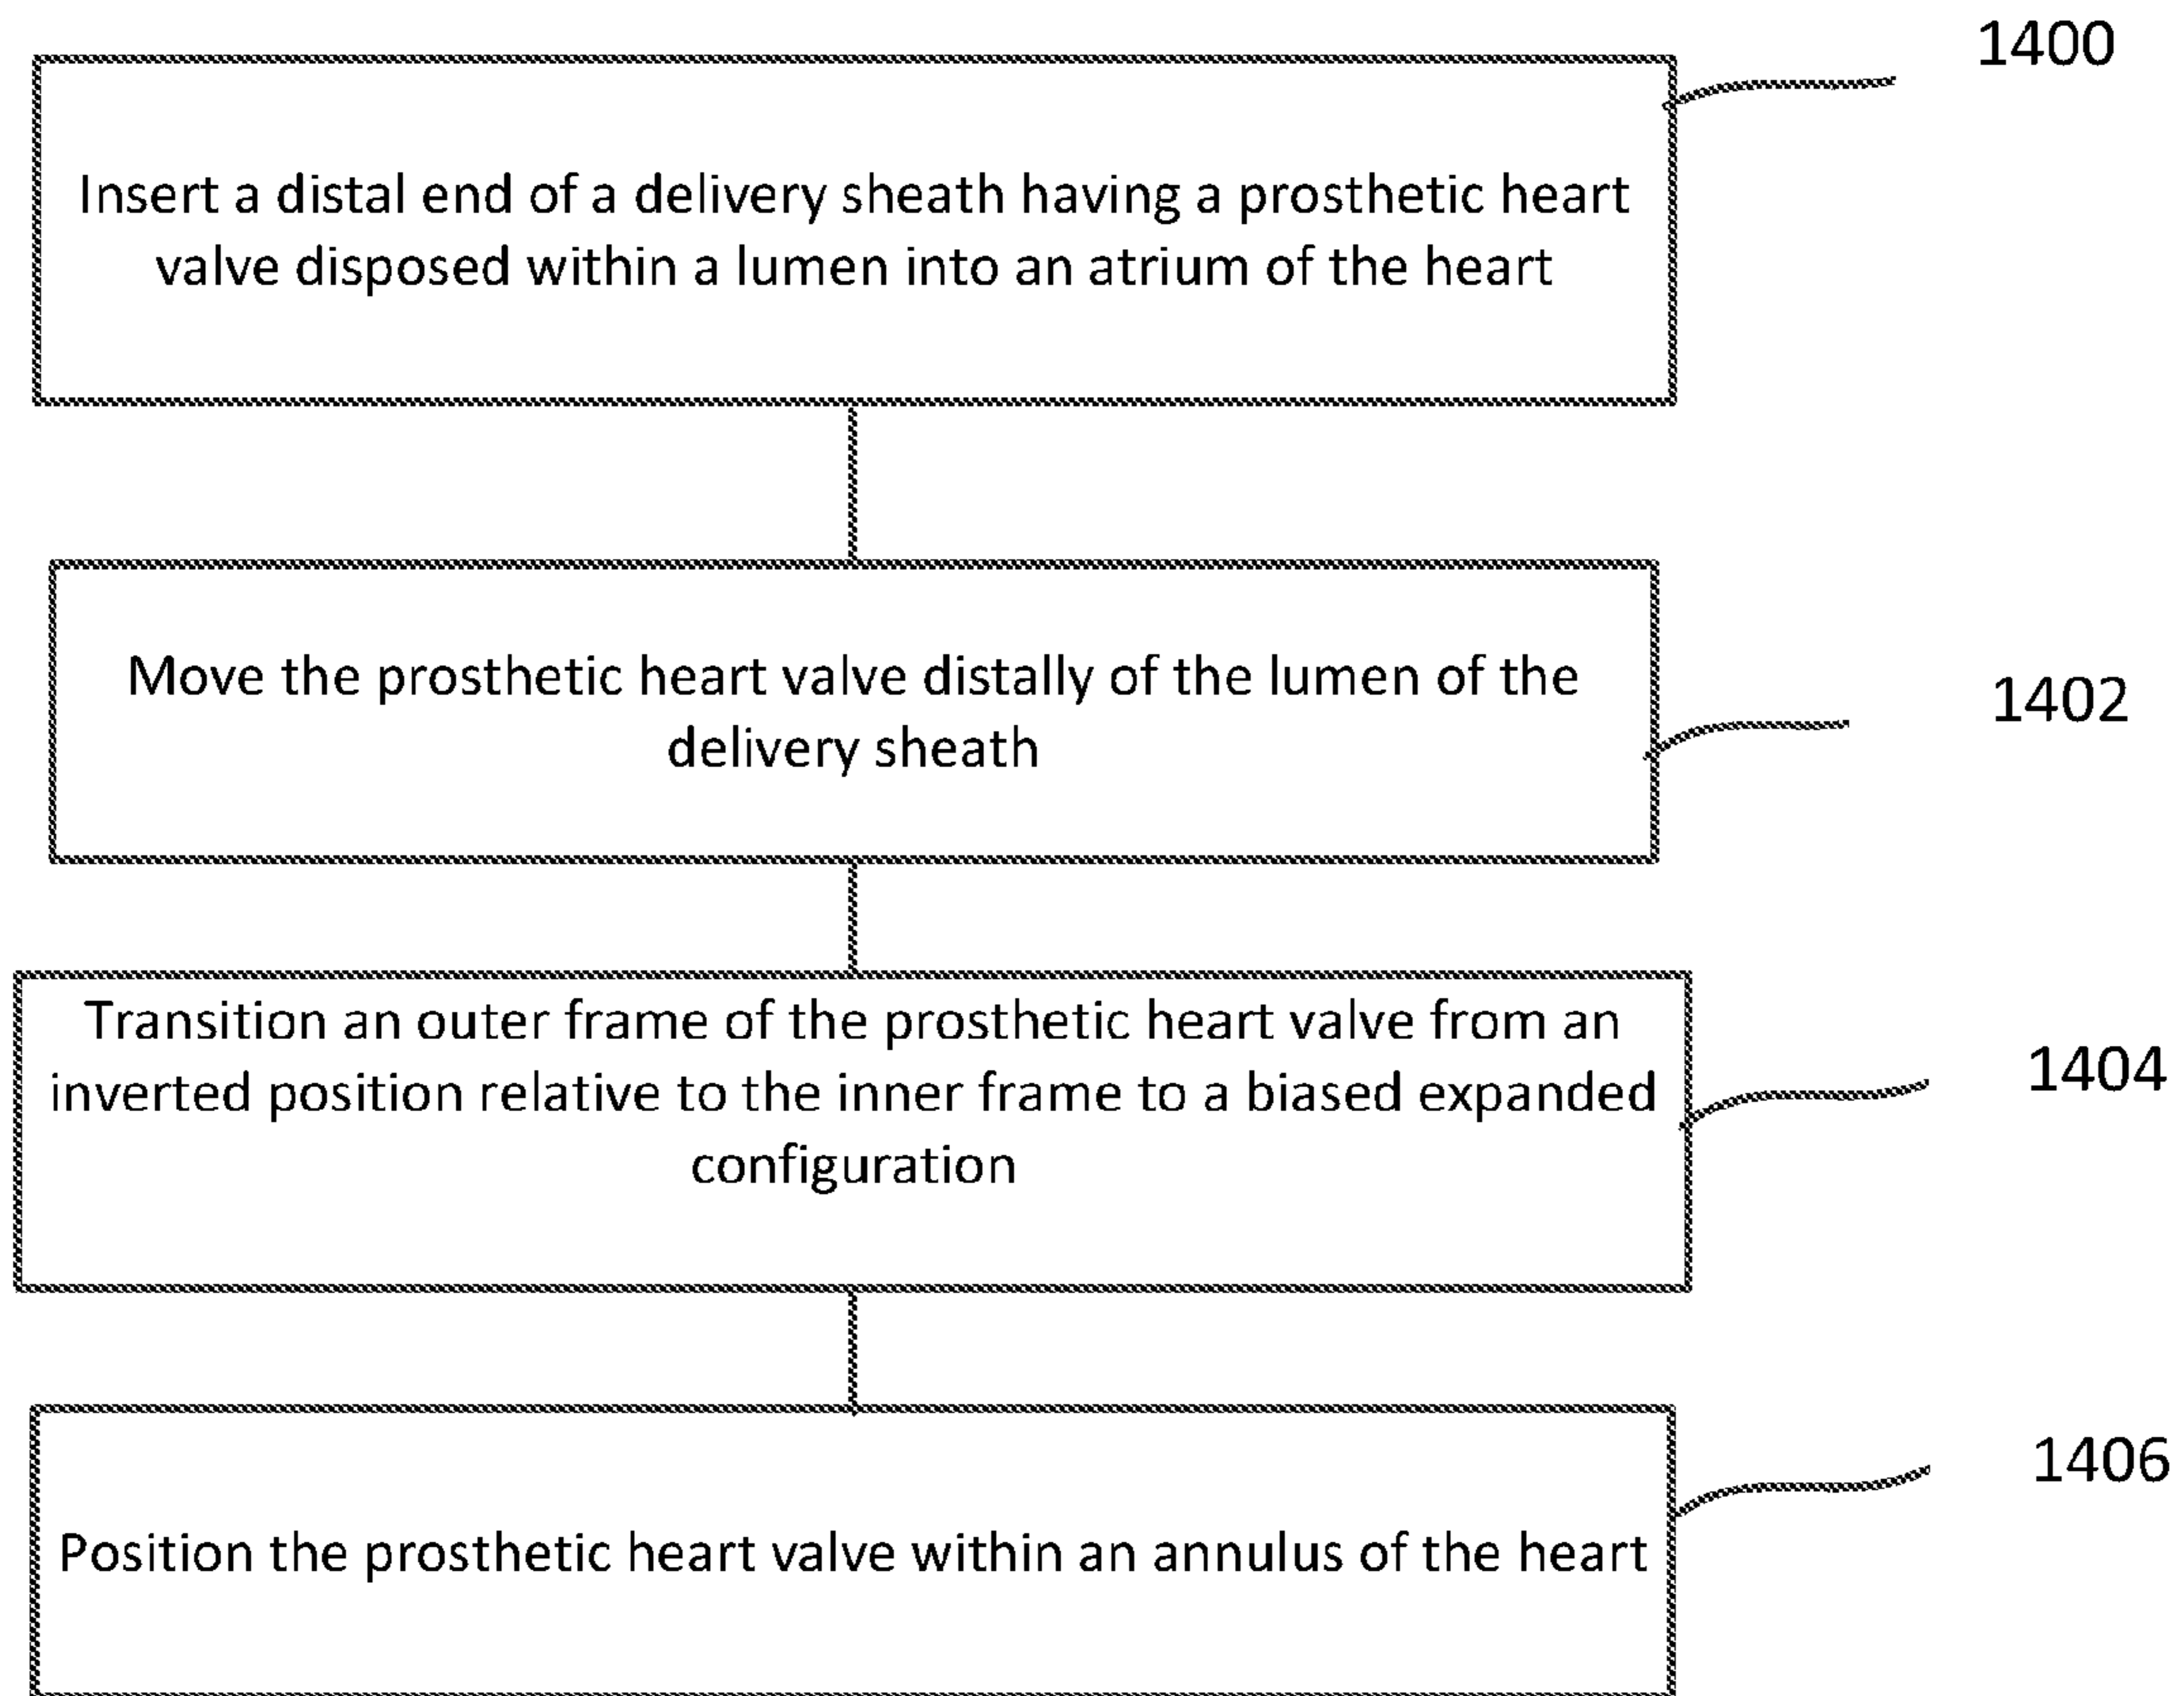 1400
Insert a distal end of a delivery sheath having a prosthetic heart
valve disposed within a lumen into an atrium of the heart
Move the prosthetic heart valve distally of the lumen of the
delivery sheath
1402
Transition an outer frame of the prosthetic heart valve from an
inverted position relative to the inner frame to a biased expanded
configuration
1404
Position the prosthetic heart valve within an annulus of the heart
1406